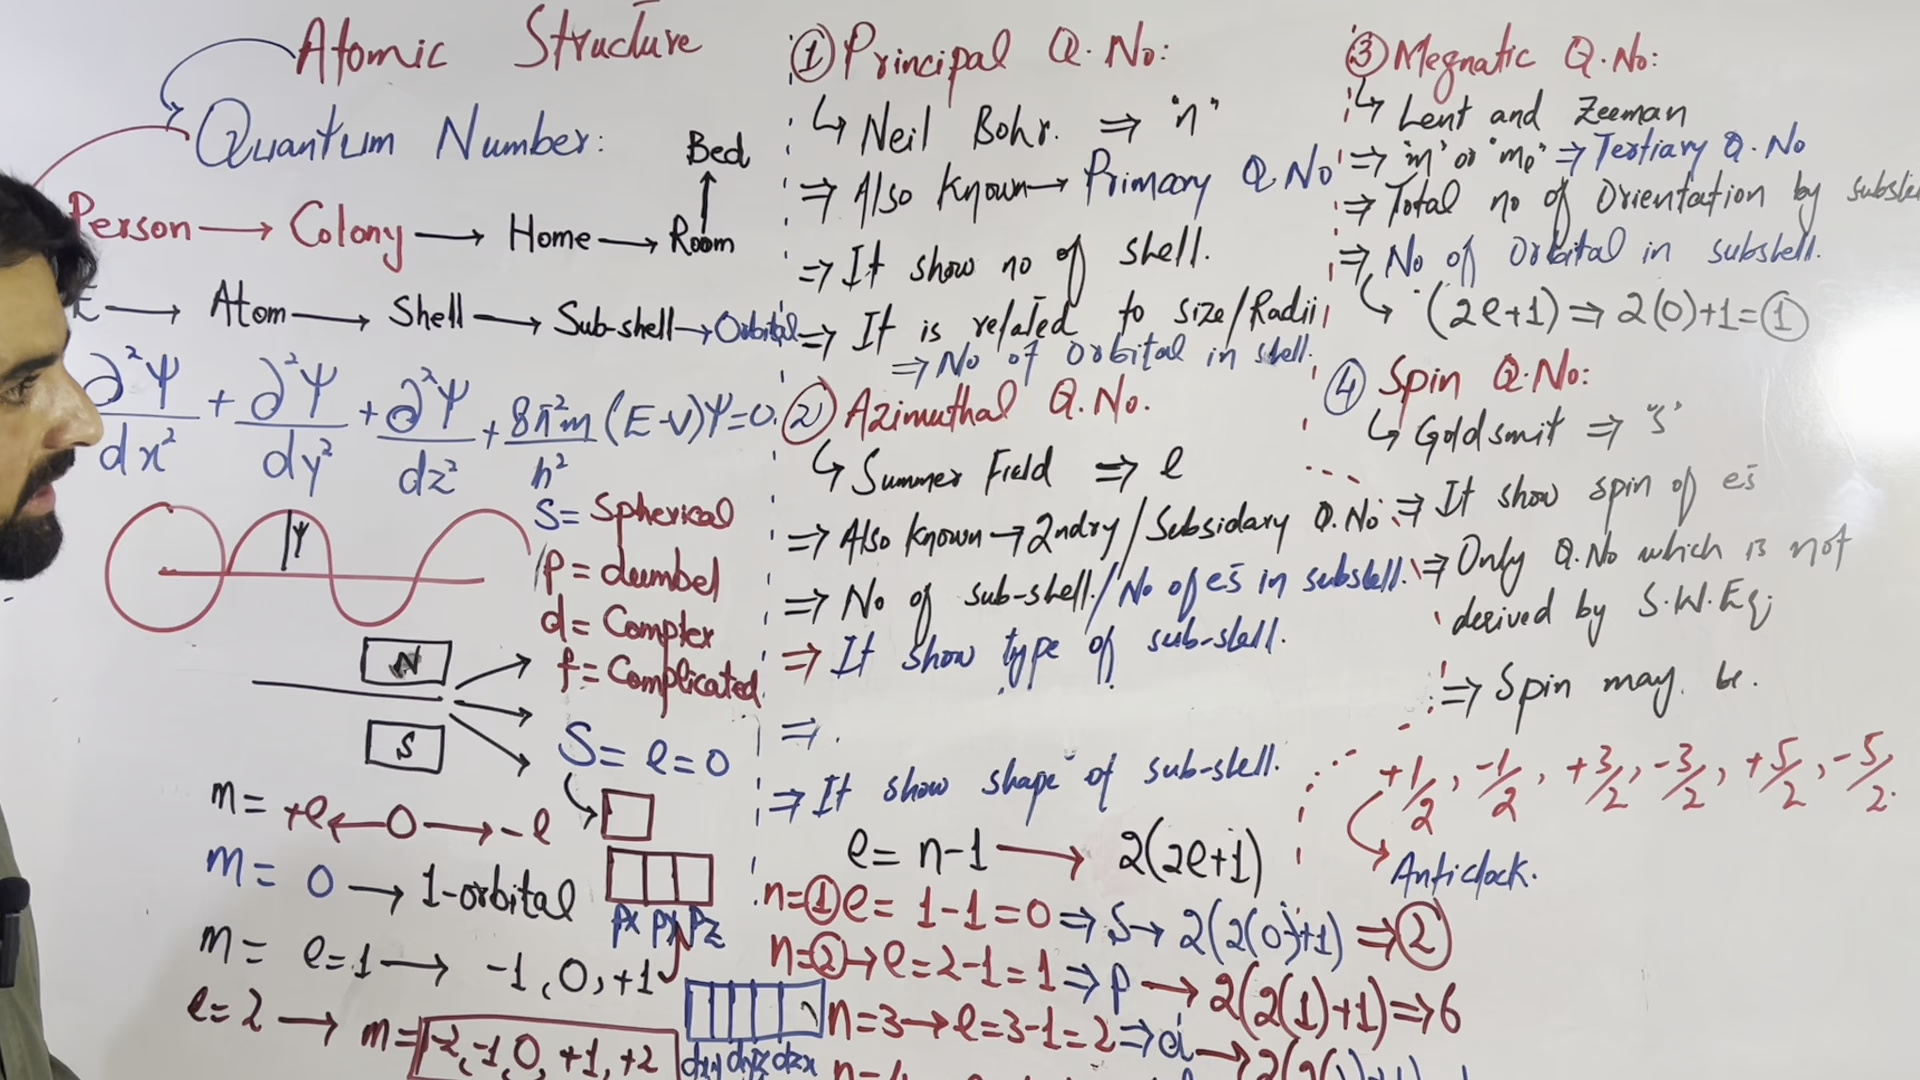 Atomic Structure
Quantum Number:
Bed
Person → Colony → Home → Room
E → Atom → Shell → Sub-shell → Orbital
∂²Ψ/dx² + ∂²Ψ/dy² + ∂²Ψ/dz² + 8π²m/h² (E-V)Ψ=0
Ψ
S= Spherical
p= dumbel
d= Complex
f= Complicated
N
S
S= l=0
m= +l ← 0 → -l
m= 0 → 1-orbital
px py pz
m= l=1 → -1, 0, +1
l=2 → m= -2, -1, 0, +1, +2
dxy dyz dzx
① Principal Q.No:
↳ Neil Bohr. ⇒ "n"
⇒ Also Known → Primary Q.No
⇒ It show no of shell.
⇒ It is related to size/Radii
⇒ No of orbital in shell.
② Azimuthal Q.No.
↳ Summer Field ⇒ l
⇒ Also Known → 2ndry/Subsidary Q.No
⇒ No of sub-shell./No of es̄ in subshell.
⇒ It show type of sub-shell.
⇒ .
⇒ It show shape of sub-shell.
l= n-1 → 2(2l+1)
n=① l= 1-1=0 ⇒ S → 2(2(0)+1) ⇒ ②
n=② → l=2-1=1 ⇒ p → 2(2(1)+1) ⇒ 6
n=3 → l=3-1=2 ⇒ d →
③ Megnatic Q.No:
↳ Lent and Zeeman
⇒ "m" or "ml" ⇒ Tertiary Q.No
⇒ Total no of Orientation by
⇒ No of orbital in subshell.
↳ (2l+1) ⇒ 2(0)+1=①
④ Spin Q.No:
↳ Goldsmit ⇒ "S"
⇒ It show spin of es̄
⇒ Only Q.No which is not
derived by S.W.Eq;
⇒ Spin may be.
+1/2, -1/2, +3/2, -3/2, +5/2, -5/2.
Anticlock.